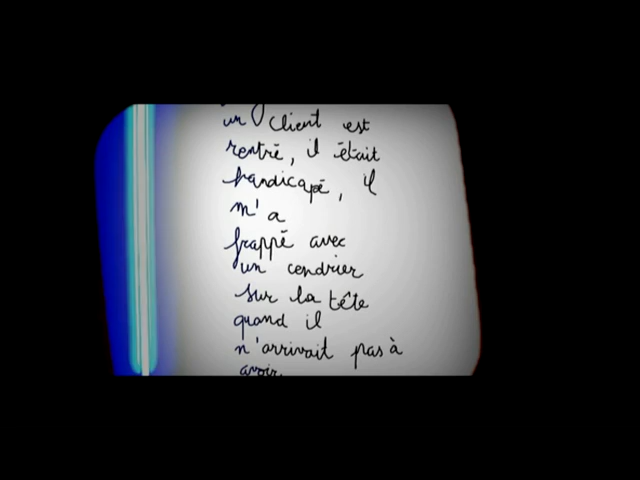 un client est
rentré, il était
handicapé, il
m'a
frappé avec
un cendrier
sur la tête
quand il
n'arrivait pas à
avoir